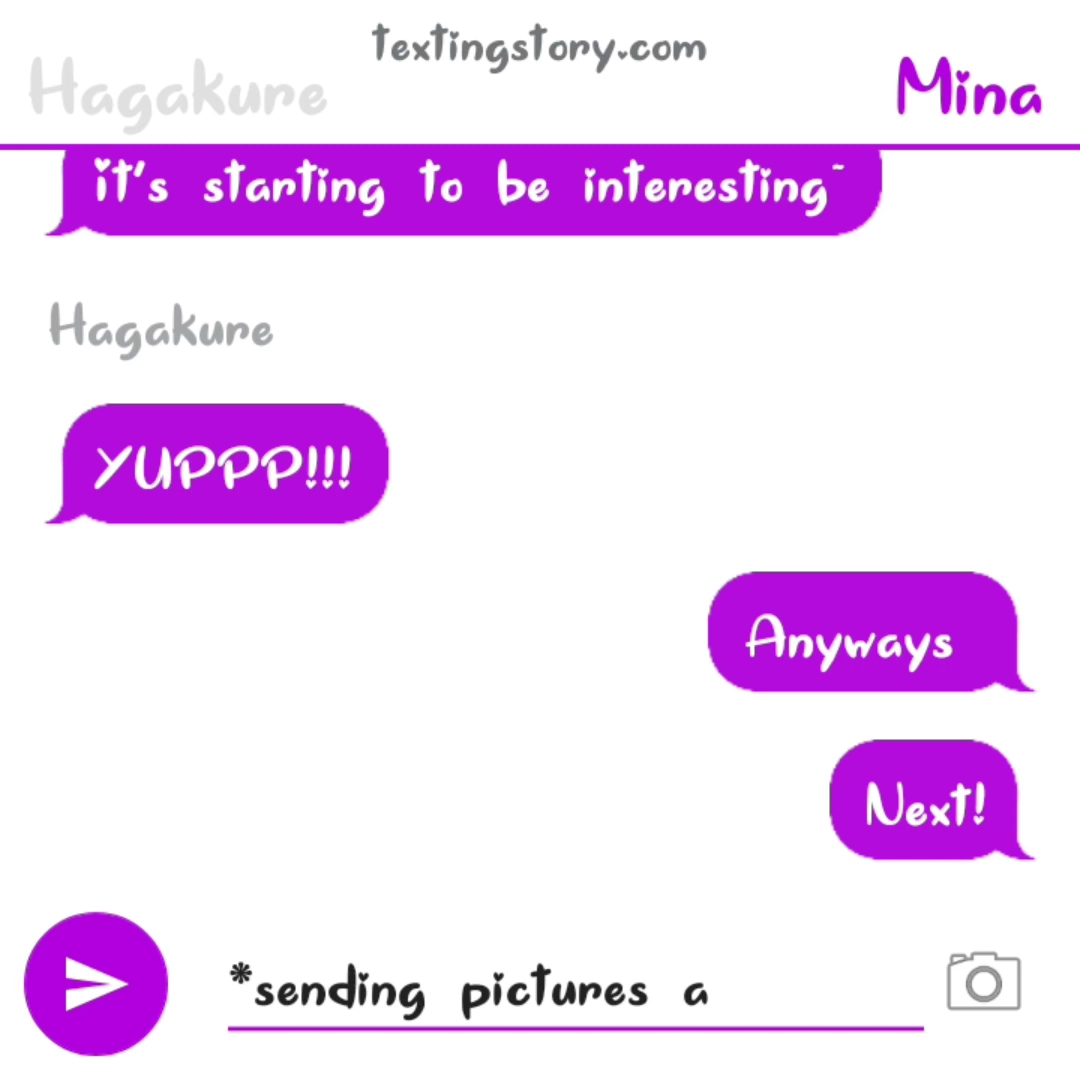 textingstory.com
Hagakure
Mina
it's starting to be interesting~
Hagakure
YUPPP!!!
Anyways
Next!
*sending pictures a